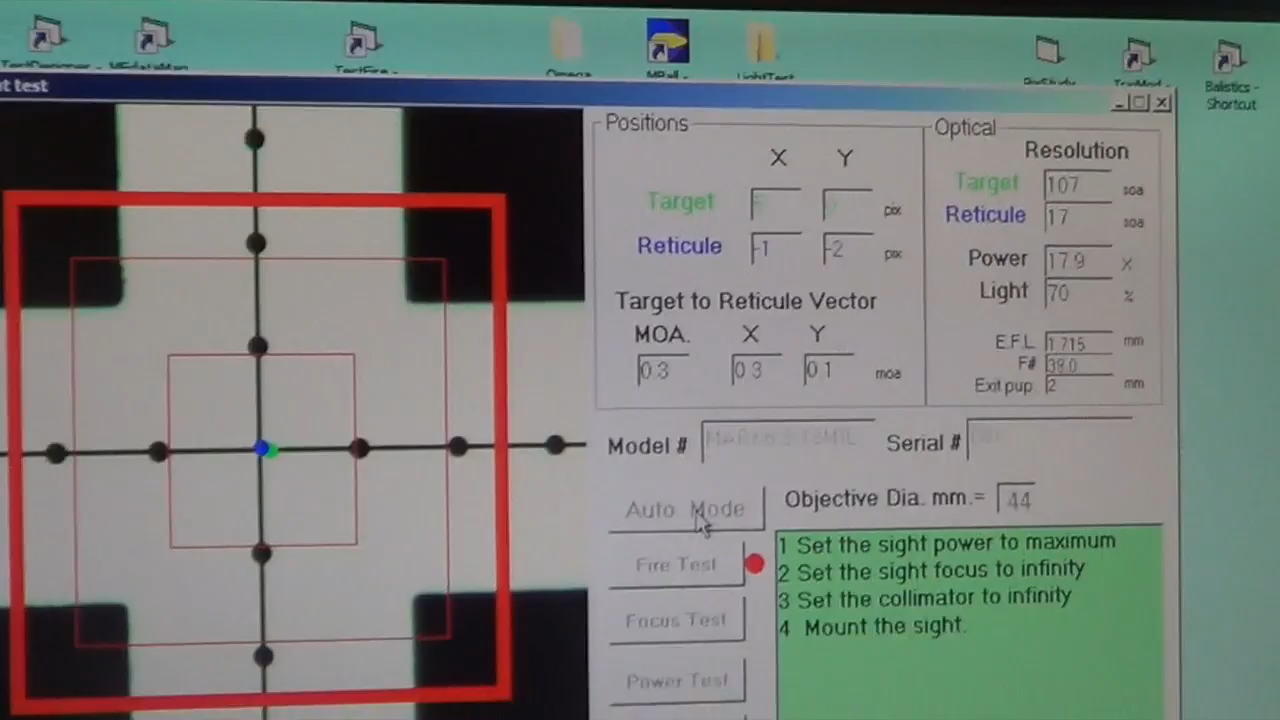 Balistics -
Shortcut
t test
Positions
X Y
Target
pix
Reticule -1 -2 pix
Target to Reticule Vector
MOA. X Y
0.3 0.3 0.1 moa
Optical
Resolution
Target 107 soa
Reticule 17 soa
Power 17.9 X
Light 70 %
E.F.L 1.715 mm
F# 39.0
Exit pup 2 mm
Model #
Serial #
Auto Mode
Objective Dia. mm.= 44
Fire Test
Focus Test
Power Test
1 Set the sight power to maximum
2 Set the sight focus to infinity
3 Set the collimator to infinity
4 Mount the sight.